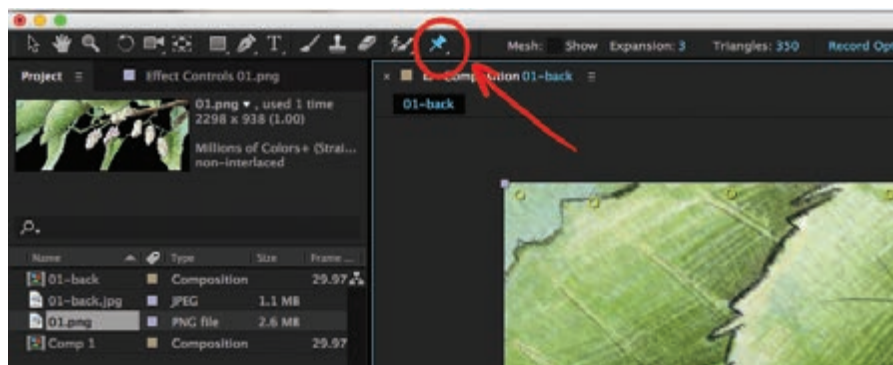 T
Mesh: Show Expansion: 3 Triangles: 350 Record Op
Project Effect Controls 01.png
× Composition 01-back
01-back
01.png ▾ , used 1 time
2298 x 938 (1.00)
Millions of Colors+ (Strai...
non-interlaced
Name Type Size Frame ...
01-back Composition 29.97
01-back.jpg JPEG 1.1 MB
01.png PNG file 2.6 MB
Comp 1 Composition 29.97